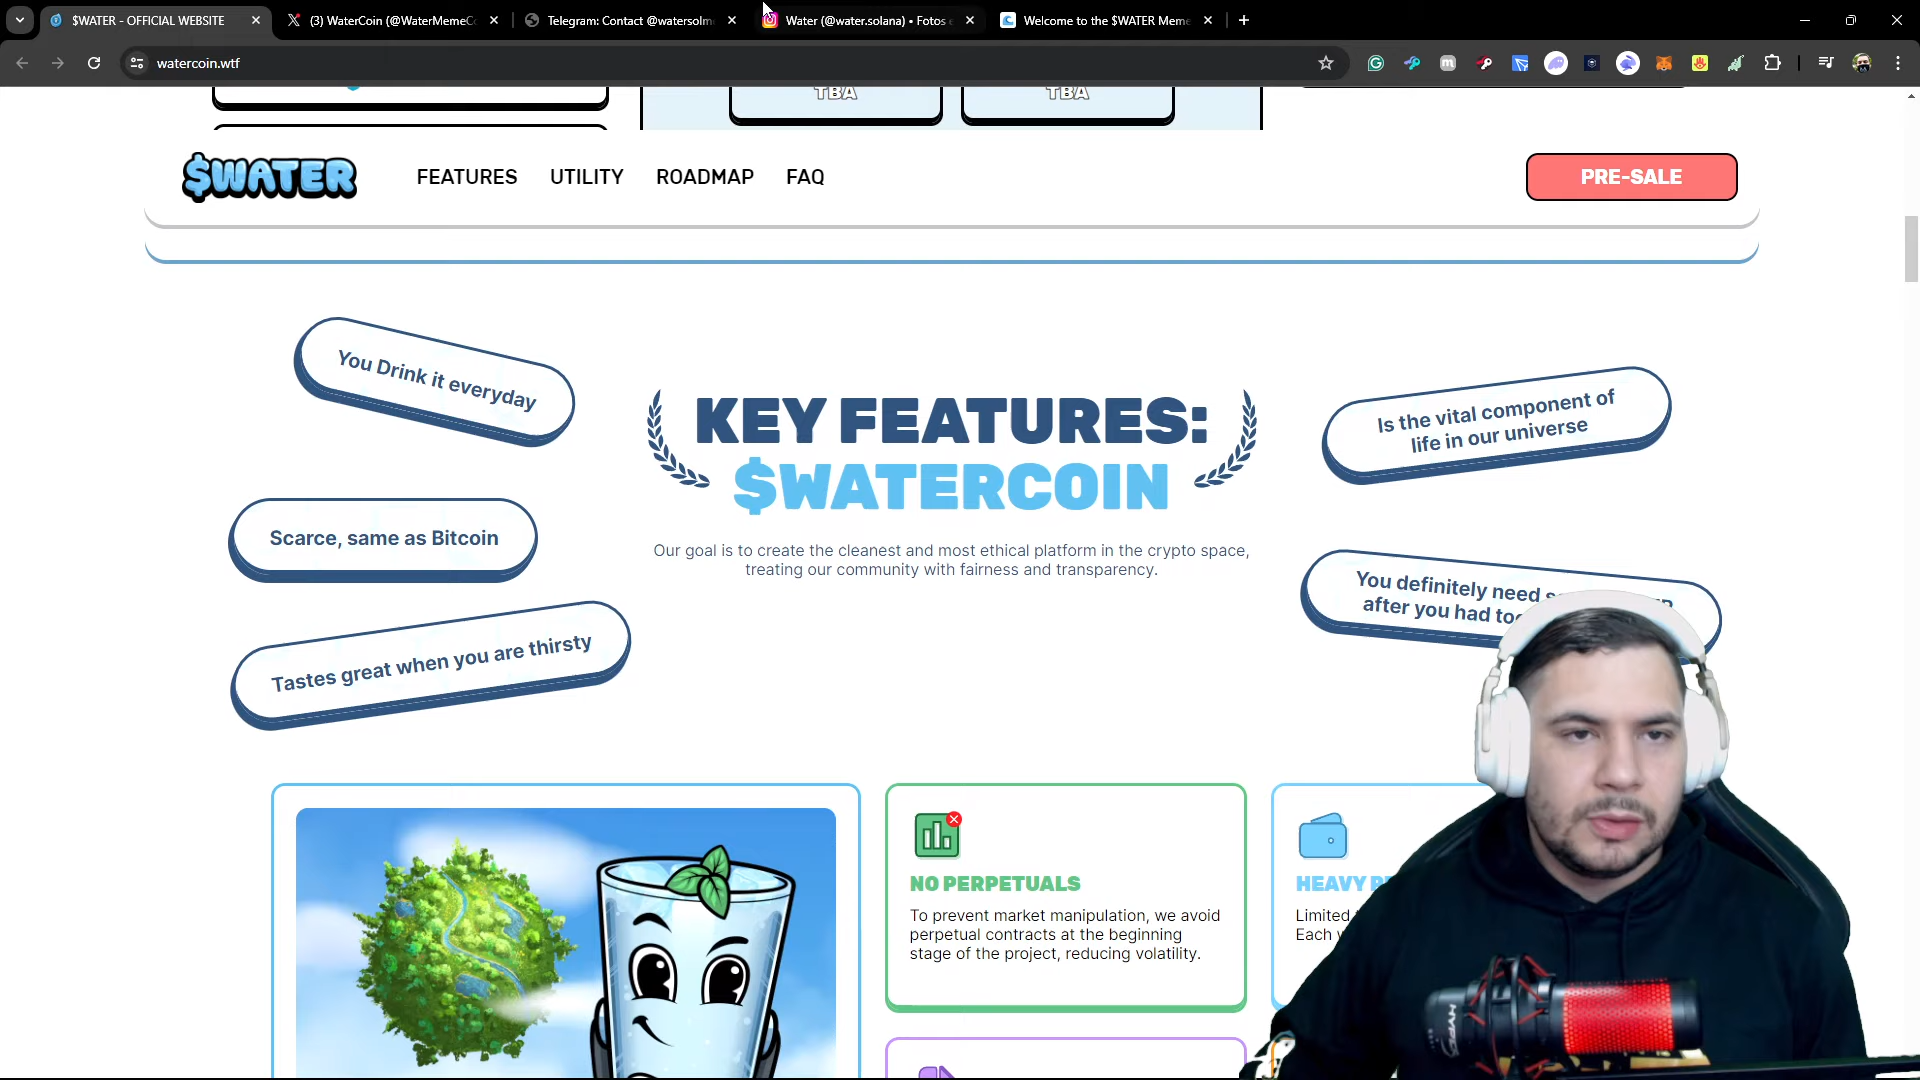 $WATER - OFFICIAL WEBSITE
(3) WaterCoin (@WaterMemeCo
Telegram: Contact @watersolm
Water (@water.solana) • Fotos e
Welcome to the $WATER Meme
watercoin.wtf
TBA
TBA
$WATER
FEATURES
UTILITY
ROADMAP
FAQ
PRE-SALE
You Drink it everyday
Scarce, same as Bitcoin
Tastes great when you are thirsty
KEY FEATURES:
$WATERCOIN
Our goal is to create the cleanest and most ethical platform in the crypto space,
treating our community with fairness and transparency.
Is the vital component of
life in our universe
You definitely need
after you had too
NO PERPETUALS
To prevent market manipulation, we avoid
perpetual contracts at the beginning
stage of the project, reducing volatility.
HEAVY
Limited
Each
HYPERX